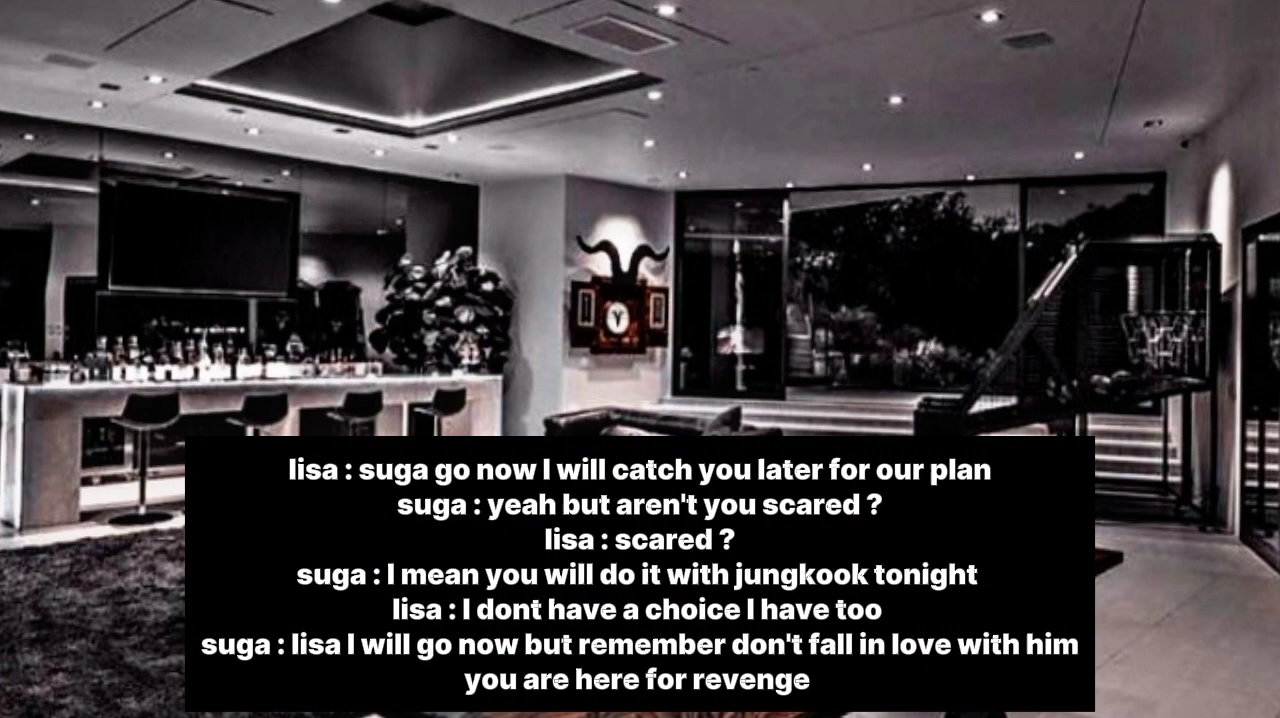 lisa : suga go now I will catch you later for our plan
suga : yeah but aren't you scared ?
lisa : scared ?
suga : I mean you will do it with jungkook tonight
lisa : I dont have a choice I have too
suga : lisa I will go now but remember don't fall in love with him
you are here for revenge